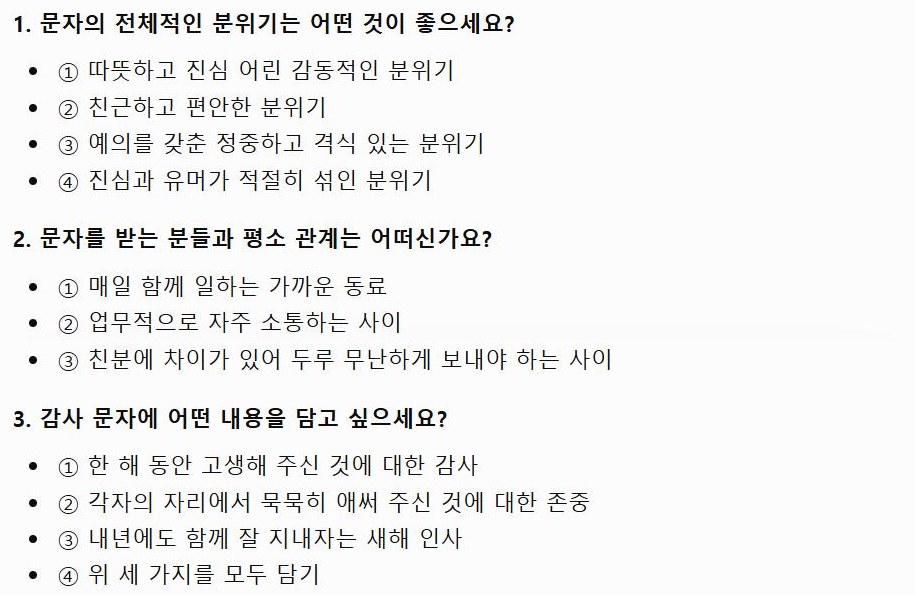 1. 문자의 전체적인 분위기는 어떤 것이 좋으세요?
• ① 따뜻하고 진심 어린 감동적인 분위기
• ② 친근하고 편안한 분위기
• ③ 예의를 갖춘 정중하고 격식 있는 분위기
• ④ 진심과 유머가 적절히 섞인 분위기
2. 문자를 받는 분들과 평소 관계는 어떠신가요?
• ① 매일 함께 일하는 가까운 동료
• ② 업무적으로 자주 소통하는 사이
• ③ 친분에 차이가 있어 두루 무난하게 보내야 하는 사이
3. 감사 문자에 어떤 내용을 담고 싶으세요?
• ① 한 해 동안 고생해 주신 것에 대한 감사
• ② 각자의 자리에서 묵묵히 애써 주신 것에 대한 존중
• ③ 내년에도 함께 잘 지내자는 새해 인사
• ④ 위 세 가지를 모두 담기